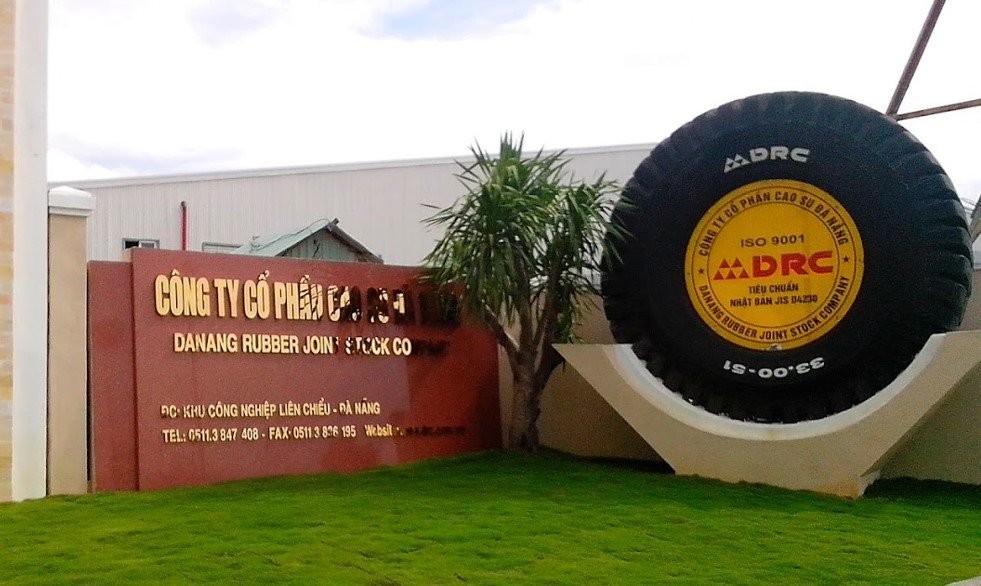 CÔNG TY CỔ PHẦN CAO SU
DANANG RUBBER JOINT STOCK CO
ĐC: KHU CÔNG NGHIỆP LIÊN CHIỂU - ĐÀ NẴNG
TEL: 0511.3 847 408 - FAX: 0511.3 836 195 Website
DRC
CÔNG TY CỔ PHẦN CAO SU ĐÀ NẴNG
ISO 9001
DRC
TIÊU CHUẨN
NHẬT BẢN JIS D4230
DANANG RUBBER JOINT STOCK COMPANY
33.00-51